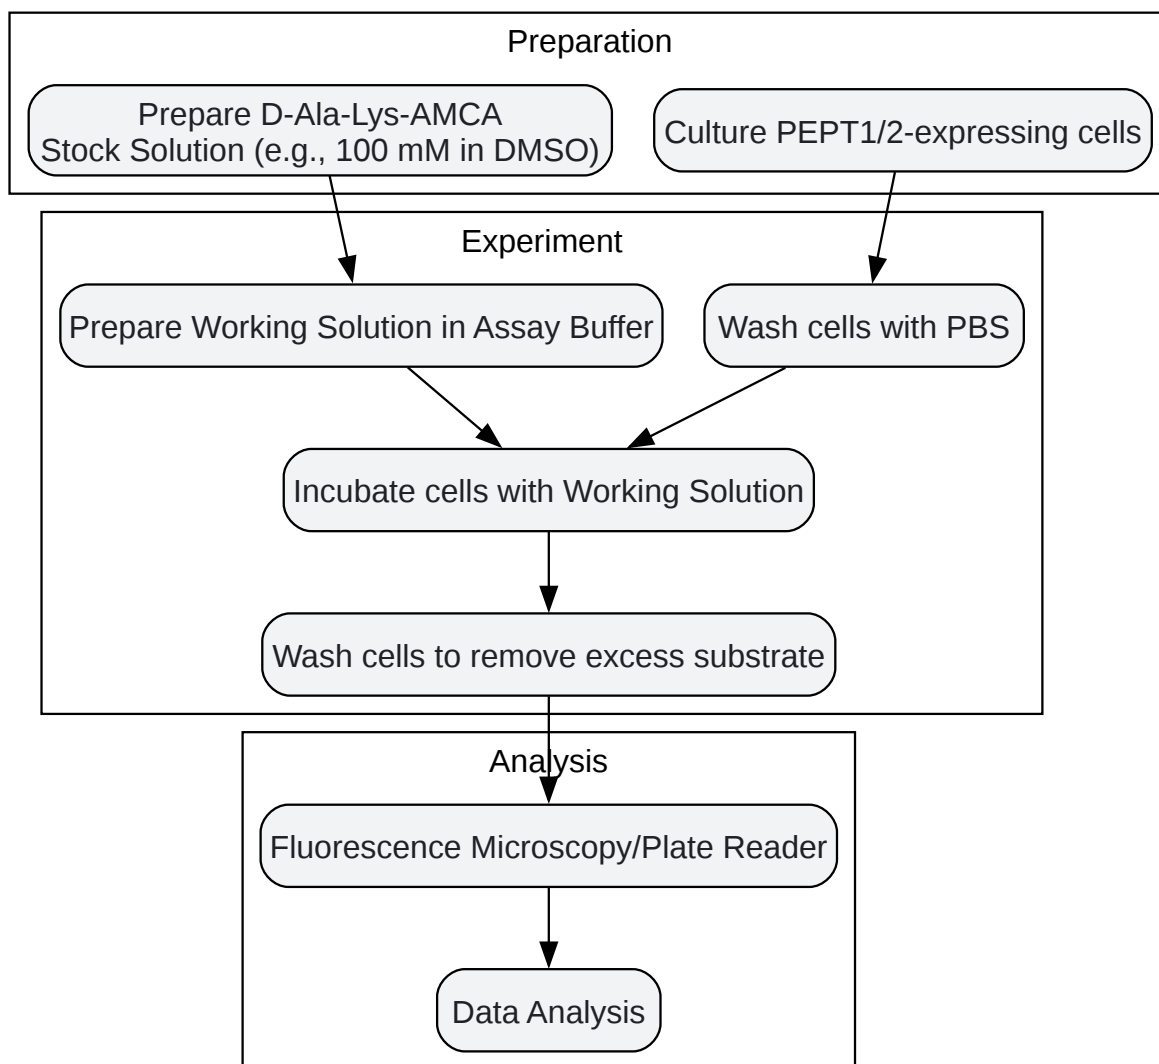 Preparation
Prepare D-Ala-Lys-AMCA
Stock Solution (e.g., 100 mM in DMSO)
Culture PEPT1/2-expressing cells
Experiment
Prepare Working Solution in Assay Buffer
Wash cells with PBS
Incubate cells with Working Solution
Wash cells to remove excess substrate
Analysis
Fluorescence Microscopy/Plate Reader
Data Analysis